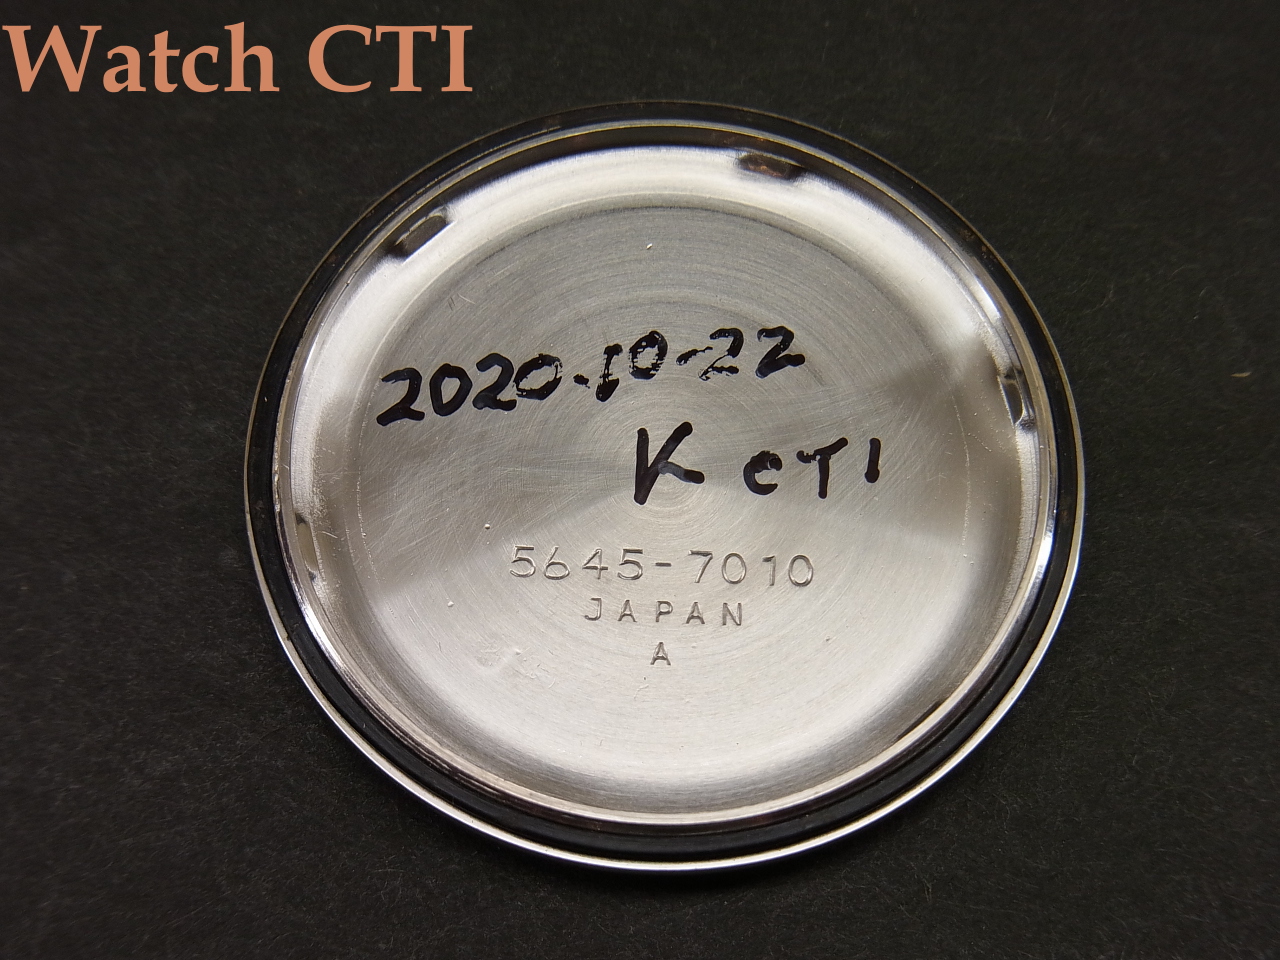 Watch CTI
2020.10-22
K CTI
5645-7010
JAPAN
A